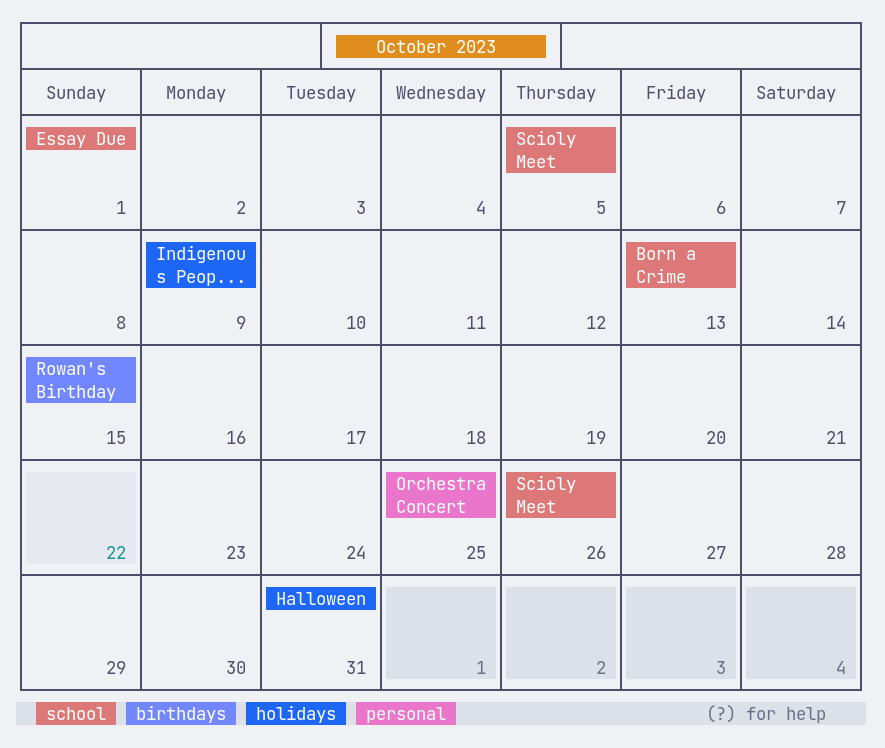 October 2023
Sunday Monday Tuesday Wednesday Thursday Friday Saturday
Essay Due Scioly
Meet
1 2 3 4 5 6 7
Indigenou Born a
s Peop... Crime
8 9 10 11 12 13 14
Rowan's
Birthday
15 16 17 18 19 20 21
Orchestra Scioly
Concert Meet
22 23 24 25 26 27 28
Halloween
29 30 31 1 2 3 4
school birthdays holidays personal (?) for help